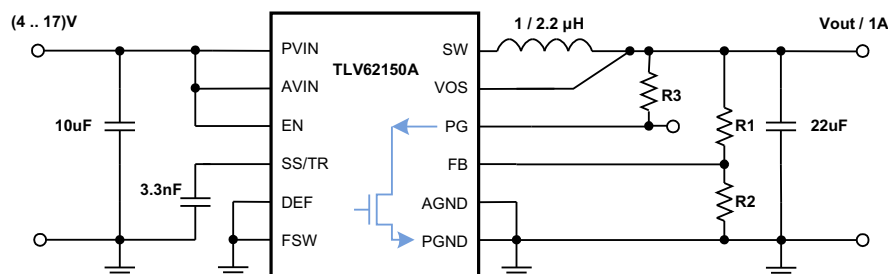 (4 .. 17)V
1 / 2.2 µH
Vout / 1A
PVIN
SW
TLV62150A
AVIN
VOS
R3
10uF
EN
PG
R1
22uF
SS/TR
FB
3.3nF
DEF
AGND
R2
FSW
PGND